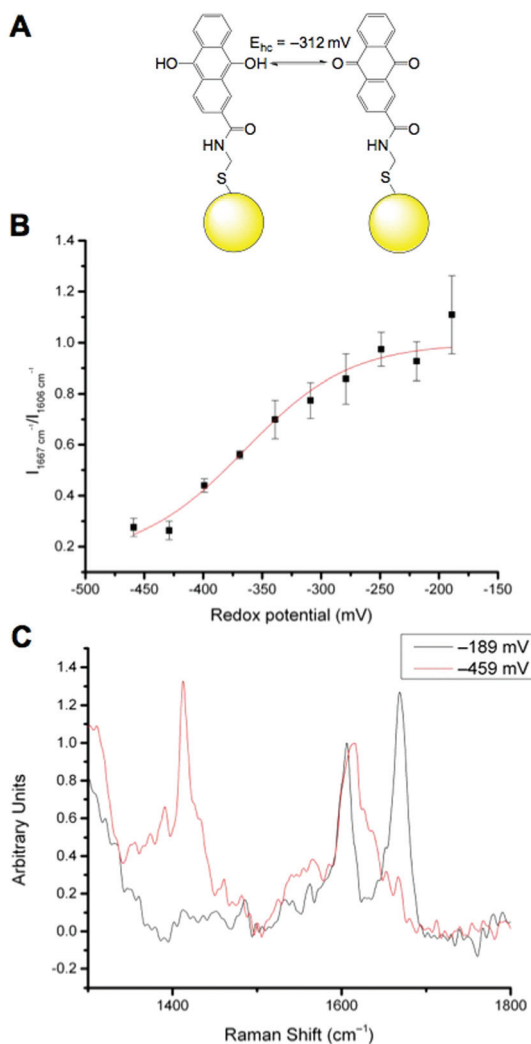 A
E_hc = –312 mV
HO
OH
O
O
O
HN
S
O
HN
S
B
1.4
1.2
1.0
0.8
0.6
0.4
0.2
I_1667 cm⁻¹/I_1606 cm⁻¹
-500 -450 -400 -350 -300 -250 -200 -150
Redox potential (mV)
C
–189 mV
–459 mV
1.4
1.2
1.0
0.8
0.6
0.4
0.2
0.0
-0.2
Arbitrary Units
1400 1600 1800
Raman Shift (cm⁻¹)